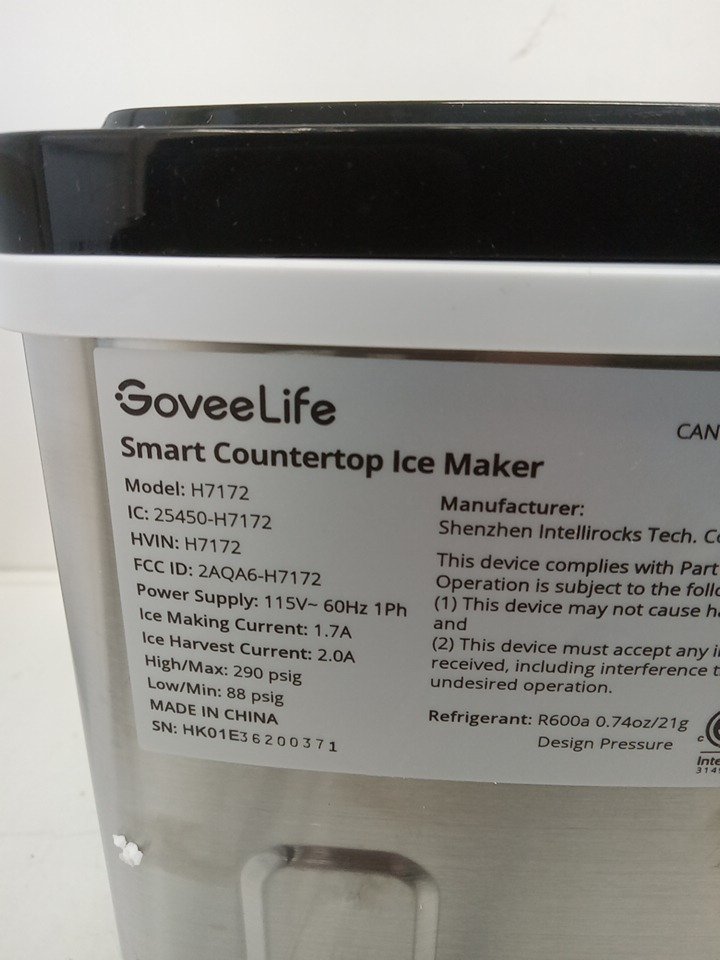 GoveeLife
Smart Countertop Ice Maker
Model: H7172
IC: 25450-H7172
HVIN: H7172
FCC ID: 2AQA6-H7172
Power Supply: 115V~ 60Hz 1Ph
Ice Making Current: 1.7A
Ice Harvest Current: 2.0A
High/Max: 290 psig
Low/Min: 88 psig
MADE IN CHINA
SN: HK01E36200371
CAN
Manufacturer:
Shenzhen Intellirocks Tech.
This device complies with Part
Operation is subject to the
(1) This device may not cause
and
(2) This device must accept any
received, including interference
undesired operation.
Refrigerant: R600a 0.74oz/21g
Design Pressure
c
Inte